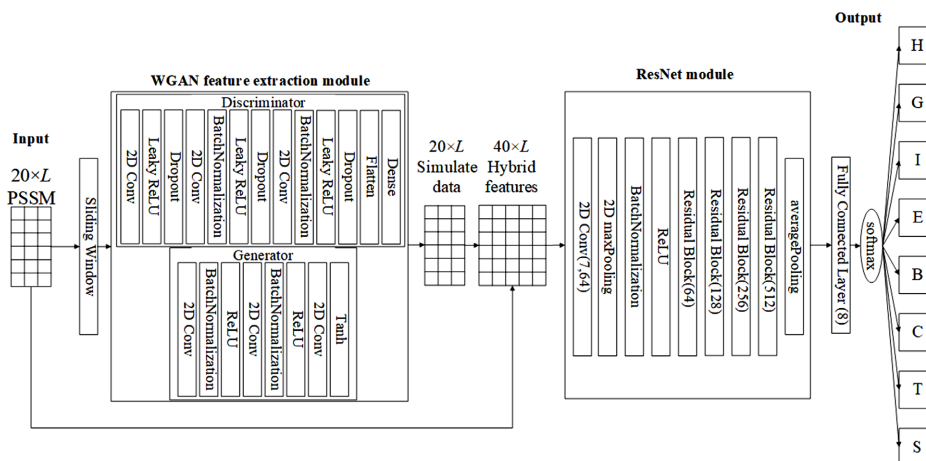 Input
20×L
PSSM
Sliding Window
WGAN feature extraction module
Discriminator
2D Conv
Leaky ReLU
Dropout
2D Conv
BatchNormalization
Leaky ReLU
Dropout
2D Conv
BatchNormalization
Leaky ReLU
Dropout
Flatten
Dense
Generator
2D Conv
BatchNormalization
ReLU
2D Conv
BatchNormalization
ReLU
2D Conv
Tanh
20×L
Simulate
data
40×L
Hybrid
features
ResNet module
2D Conv(7,64)
2D maxPooling
BatchNormalization
ReLU
Residual Block(64)
Residual Block(128)
Residual Block(256)
Residual Block(512)
averagePooling
Fully Connected Layer (8)
softmax
Output
H
G
I
E
B
C
T
S